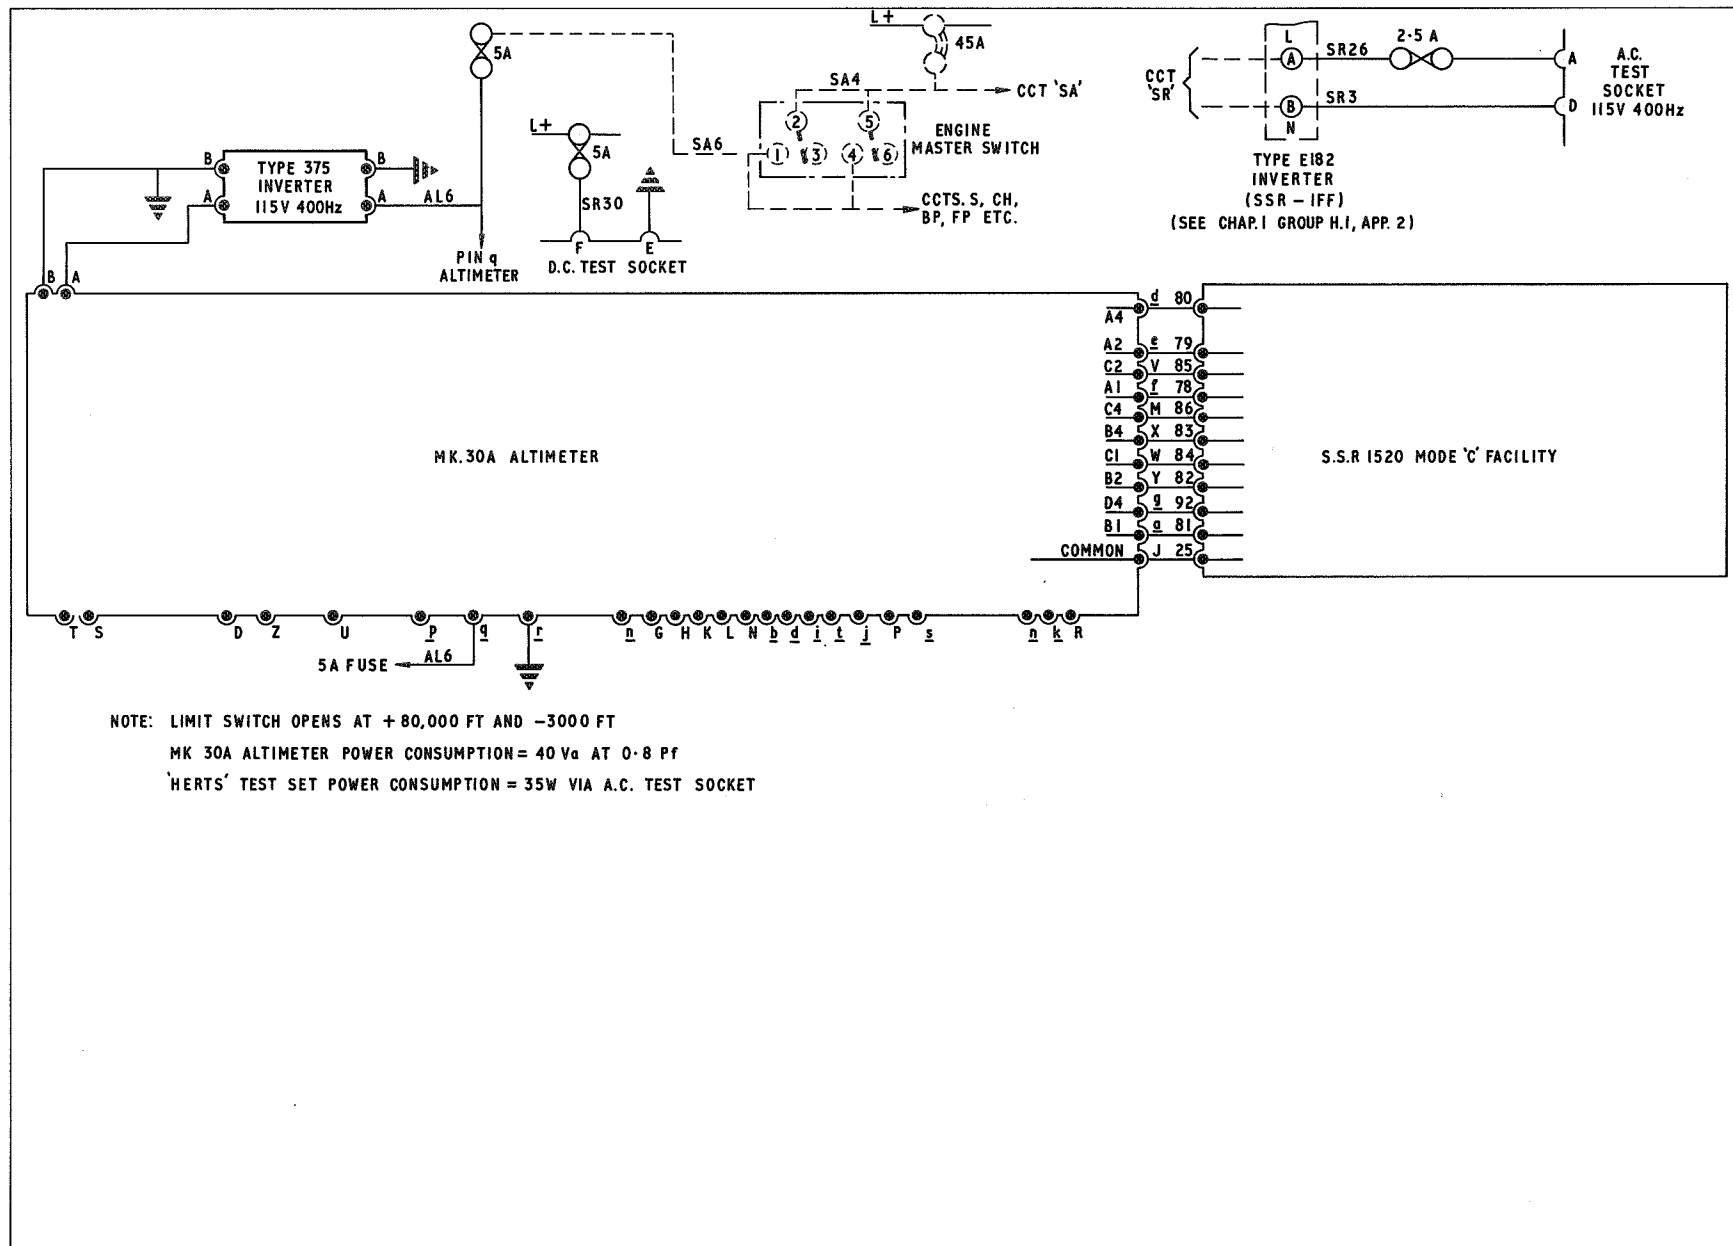 L+
45A
5A
SA4
CCT 'SA'
2 5
1 3 4 6
ENGINE
MASTER SWITCH
SA6
CCTS. S, CH,
BP, FP ETC.
L+
5A
SR30
F E
D.C. TEST SOCKET
L
A SR26 2·5 A A
CCT
'SR'
B SR3 D
N
A.C.
TEST
SOCKET
115V 400Hz
TYPE E182
INVERTER
(SSR – IFF)
(SEE CHAP. 1 GROUP H.1, APP. 2)
B TYPE 375 B
INVERTER
A 115V 400Hz A AL6
PIN q
ALTIMETER
B A
MK.30A ALTIMETER
A4 d 80
A2 e 79
C2 V 85
A1 f 78
C4 M 86
B4 X 83
C1 W 84
B2 Y 82
D4 g 92
B1 a 81
COMMON J 25
S.S.R 1520 MODE 'C' FACILITY
T S D Z U p q r n G H K L N b d i t j P s n k R
5A FUSE AL6
NOTE: LIMIT SWITCH OPENS AT + 80,000 FT AND –3000 FT
MK 30A ALTIMETER POWER CONSUMPTION = 40 Va AT 0·8 Pf
'HERTS' TEST SET POWER CONSUMPTION = 35W VIA A.C. TEST SOCKET